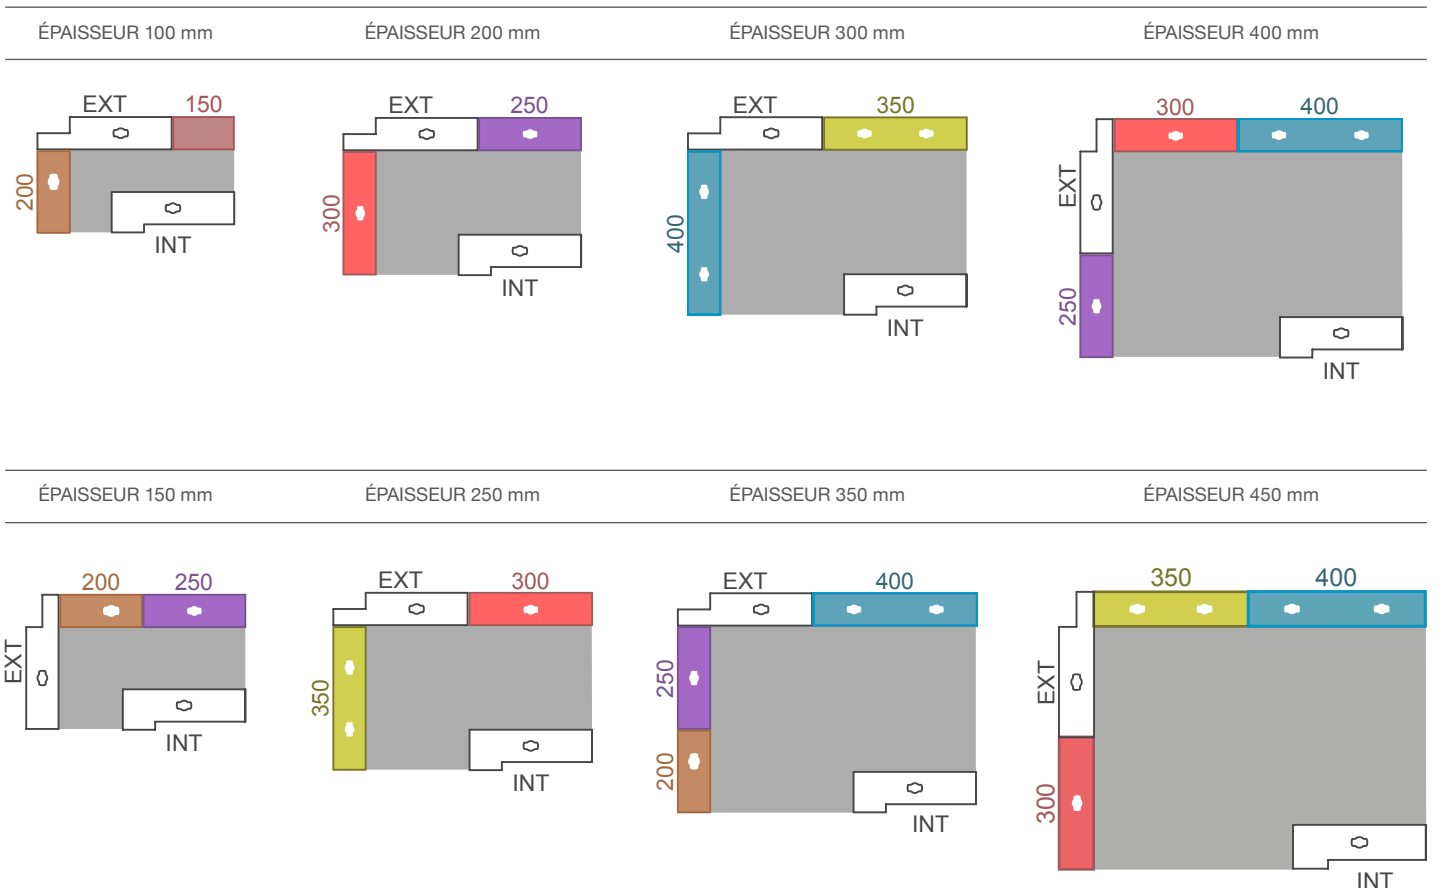 ÉPAISSEUR 100 mm
ÉPAISSEUR 200 mm
ÉPAISSEUR 300 mm
ÉPAISSEUR 400 mm
EXT 150
200
INT
EXT 250
300
INT
EXT 350
400
INT
300 400
EXT
250
INT
ÉPAISSEUR 150 mm
ÉPAISSEUR 250 mm
ÉPAISSEUR 350 mm
ÉPAISSEUR 450 mm
200 250
EXT
INT
EXT 300
350
INT
EXT 400
250
200
INT
350 400
EXT
300
INT